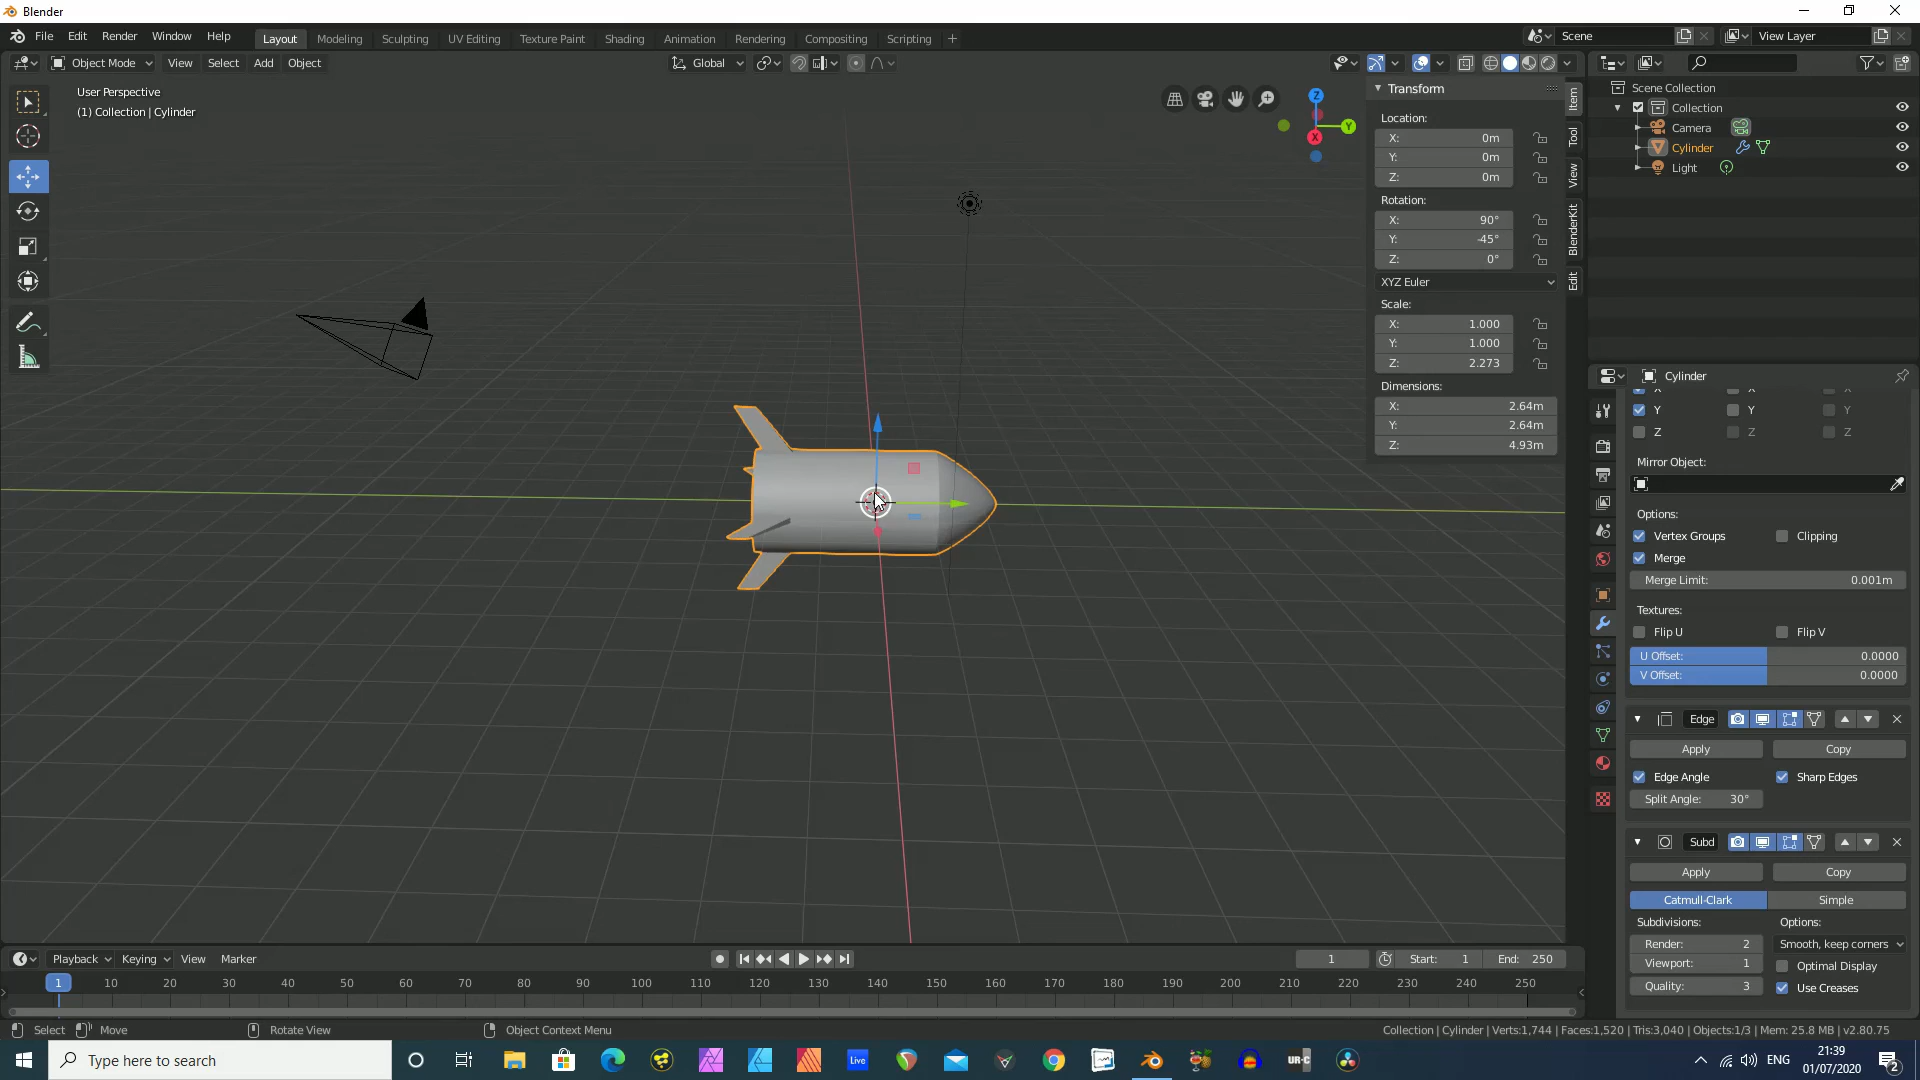 Blender
File Edit Render Window Help
Layout Modeling Sculpting UV Editing Texture Paint Shading Animation Rendering Compositing Scripting +
Scene
View Layer
Object Mode View Select Add Object
Global
User Perspective
(1) Collection | Cylinder
Z
Y
X
Transform
Location:
X: 0m
Y: 0m
Z: 0m
Rotation:
X: 90°
Y: -45°
Z: 0°
XYZ Euler
Scale:
X: 1.000
Y: 1.000
Z: 2.273
Dimensions:
X: 2.64m
Y: 2.64m
Z: 4.93m
Item
Tool
View
BlenderKit
Edit
Scene Collection
Collection
Camera
Cylinder
Light
Cylinder
Y Y Y
Z Z Z
Mirror Object:
Options:
Vertex Groups Clipping
Merge
Merge Limit: 0.001m
Textures:
Flip U Flip V
U Offset: 0.0000
V Offset: 0.0000
Edge
Apply Copy
Edge Angle Sharp Edges
Split Angle: 30°
Subd
Apply Copy
Catmull-Clark Simple
Subdivisions: Options:
Render: 2 Smooth, keep corners
Viewport: 1 Optimal Display
Quality: 3 Use Creases
Playback Keying View Marker
1 Start: 1 End: 250
1 10 20 30 40 50 60 70 80 90 100 110 120 130 140 150 160 170 180 190 200 210 220 230 240 250
Select Move Rotate View Object Context Menu
Collection | Cylinder | Verts:1,744 | Faces:1,520 | Tris:3,040 | Objects:1/3 | Mem: 25.8 MB | v2.80.75
Type here to search
Live
UR-C
ENG
21:39
01/07/2020
2